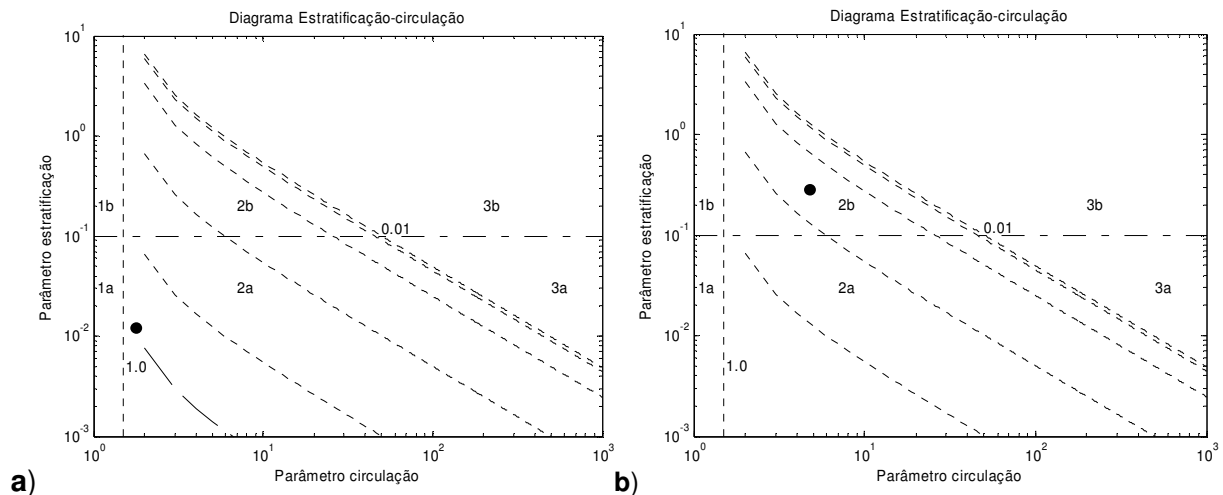 Diagrama Estratificação-circulação
10^1
10^0
10^-1
10^-2
10^-3
Parâmetro estratificação
1b
2b
3b
0.01
1a
2a
3a
1.0
10^0
10^1
10^2
10^3
Parâmetro circulação
a)
Diagrama Estratificação-circulação
10^1
10^0
10^-1
10^-2
10^-3
Parâmetro estratificação
1b
2b
3b
0.01
1a
2a
3a
1.0
10^0
10^1
10^2
10^3
Parâmetro circulação
b)